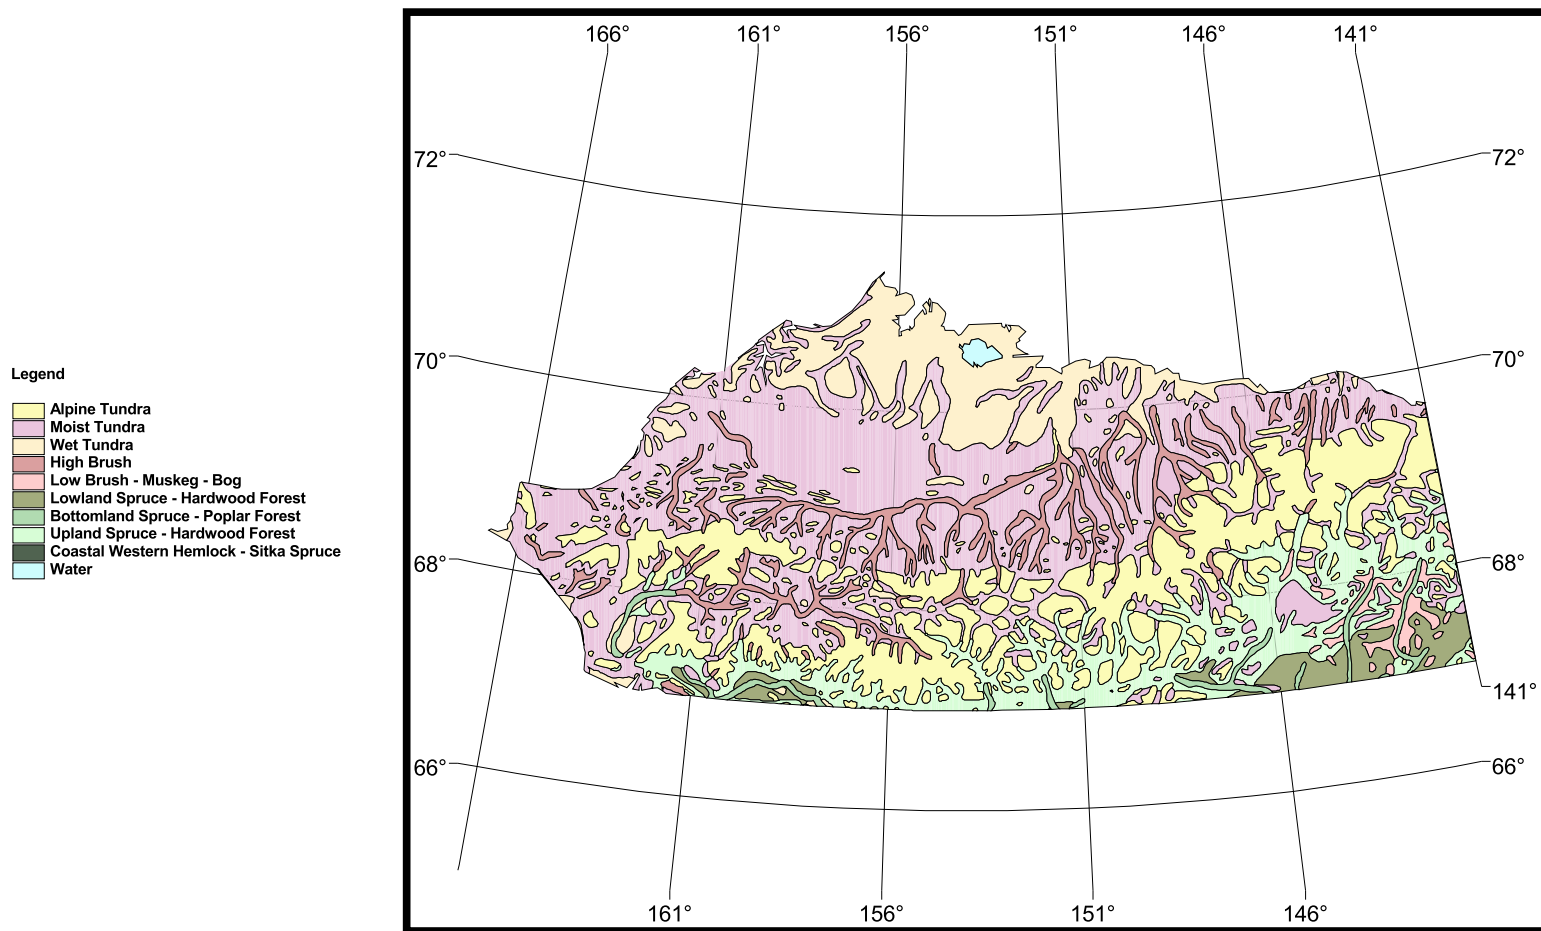 166° 161° 156° 151° 146° 141°
72° 72°
70° 70°
Legend
Alpine Tundra
Moist Tundra
Wet Tundra
High Brush
Low Brush - Muskeg - Bog
Lowland Spruce - Hardwood Forest
Bottomland Spruce - Poplar Forest
Upland Spruce - Hardwood Forest
Coastal Western Hemlock - Sitka Spruce
Water
68° 68°
141°
66° 66°
161° 156° 151° 146°